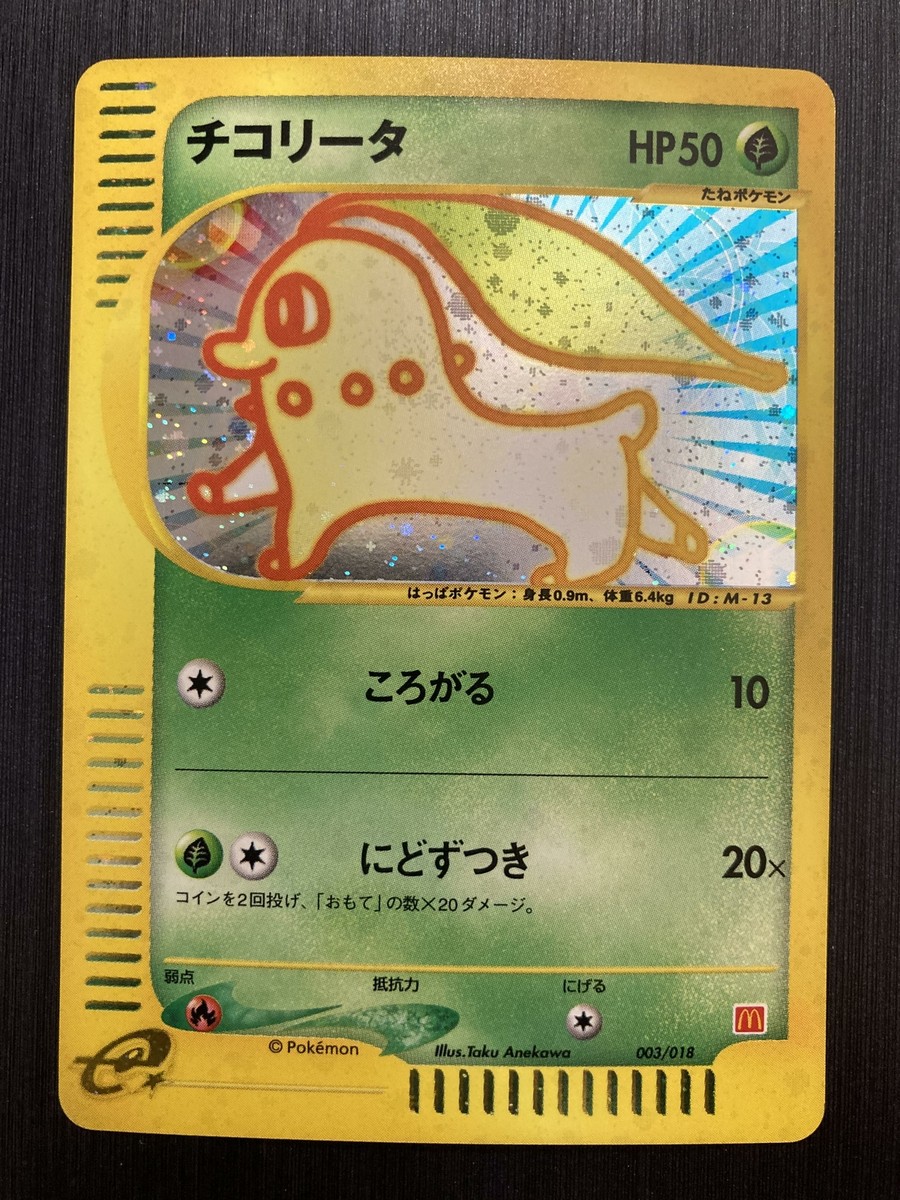 チコリータ
HP50
たねポケモン
はっぱポケモン：身長0.9m、体重6.4kg ID:M-13
ころがる 10
にどずつき 20×
コインを2回投げ、「おもて」の数×20ダメージ。
弱点 抵抗力 にげる
© Pokémon Illus.Taku Anekawa 003/018